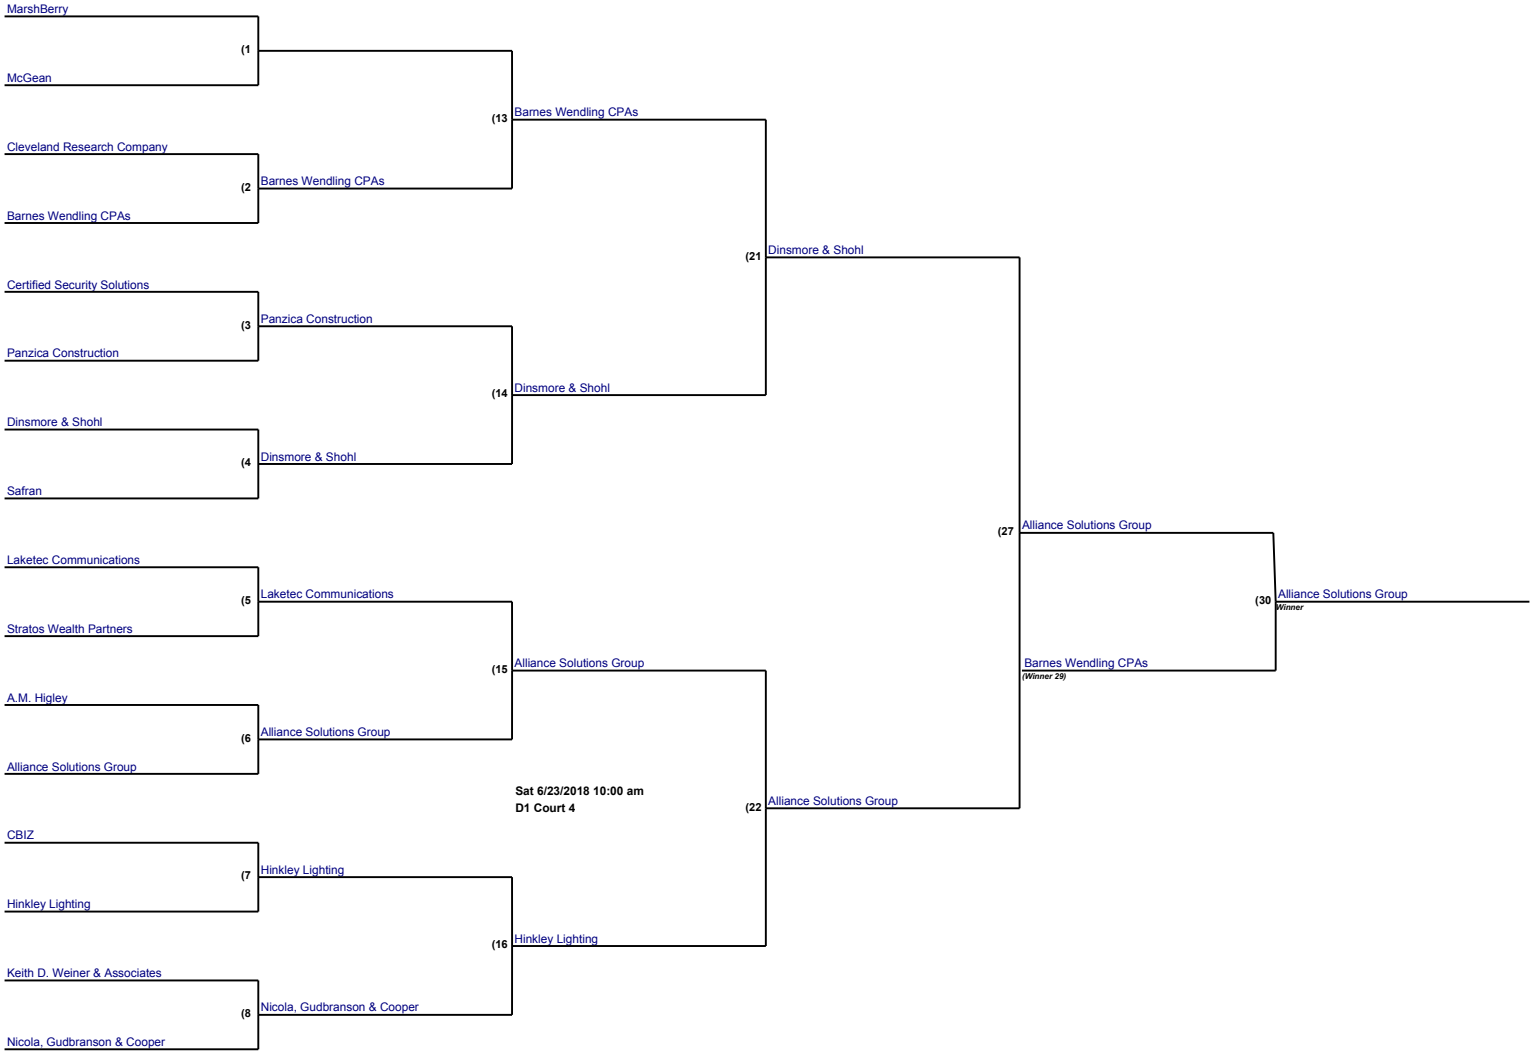 MarshBerry
(1
McGean
(13
Barnes Wendling CPAs
Cleveland Research Company
(2
Barnes Wendling CPAs
Barnes Wendling CPAs
(21
Dinsmore & Shohl
Certified Security Solutions
(3
Panzica Construction
Panzica Construction
(14
Dinsmore & Shohl
Dinsmore & Shohl
(4
Dinsmore & Shohl
Safran
(27
Alliance Solutions Group
Laketec Communications
(5
Laketec Communications
(30
Alliance Solutions Group
Winner
Stratos Wealth Partners
(15
Alliance Solutions Group
Barnes Wendling CPAs
(Winner 29)
A.M. Higley
(6
Alliance Solutions Group
Alliance Solutions Group
Sat 6/23/2018 10:00 am
D1 Court 4
(22
Alliance Solutions Group
CBIZ
(7
Hinkley Lighting
Hinkley Lighting
(16
Hinkley Lighting
Keith D. Weiner & Associates
(8
Nicola, Gudbranson & Cooper
Nicola, Gudbranson & Cooper